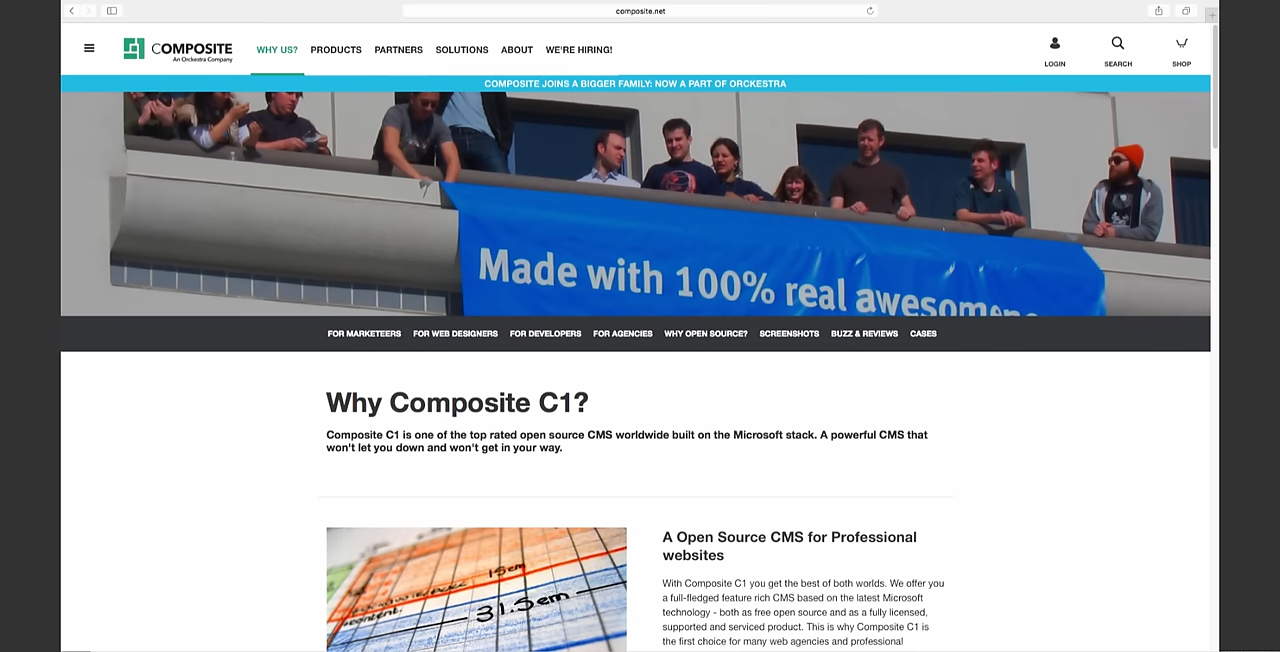 composite.net
COMPOSITE
An Orckestra Company
WHY US? PRODUCTS PARTNERS SOLUTIONS ABOUT WE'RE HIRING!
LOGIN SEARCH SHOP
COMPOSITE JOINS A BIGGER FAMILY: NOW A PART OF ORCKESTRA
Made with 100% real awesome
FOR MARKETEERS FOR WEB DESIGNERS FOR DEVELOPERS FOR AGENCIES WHY OPEN SOURCE? SCREENSHOTS BUZZ & REVIEWS CASES
Why Composite C1?
Composite C1 is one of the top rated open source CMS worldwide built on the Microsoft stack. A powerful CMS that
won't let you down and won't get in your way.
15em
content.
31.5em
A Open Source CMS for Professional
websites
With Composite C1 you get the best of both worlds. We offer you
a full-fledged feature rich CMS based on the latest Microsoft
technology - both as free open source and as a fully licensed,
supported and serviced product. This is why Composite C1 is
the first choice for many web agencies and professional